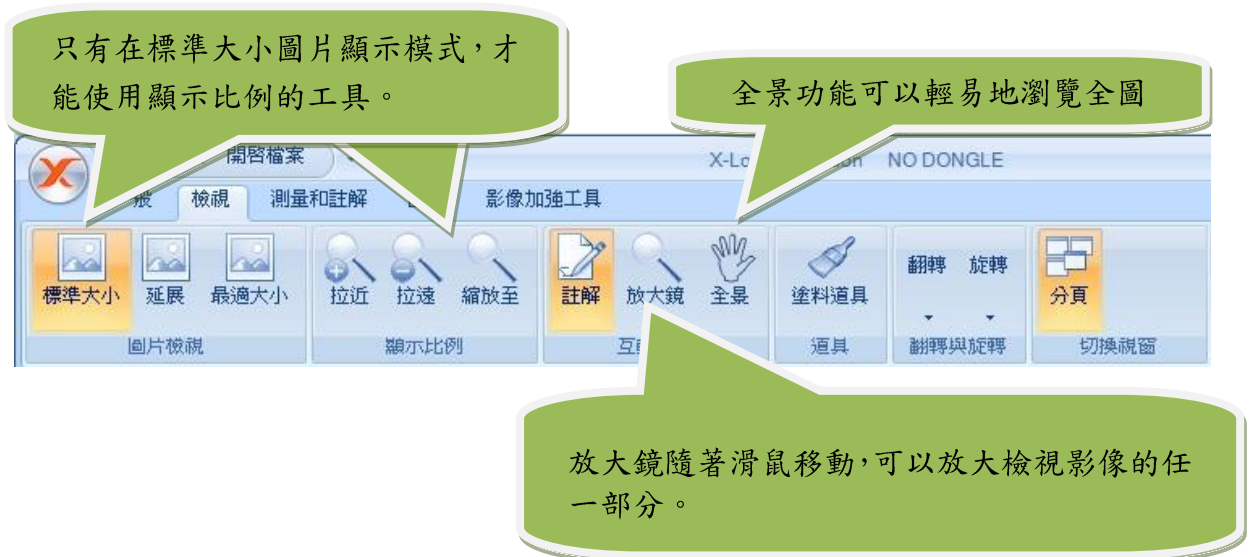 只有在標準大小圖片顯示模式，才
能使用顯示比例的工具。
全景功能可以輕易地瀏覽全圖
開啓檔案
NO DONGLE
檢視 測量和註解 影像加強工具
標準大小 延展 最適大小 拉近 拉遠 縮放至 註解 放大鏡 全景 塗料道具 翻轉 旋轉 分頁
圖片檢視 顯示比例 道具 翻轉與旋轉 切換視窗
放大鏡隨著滑鼠移動，可以放大檢視影像的任
一部分。